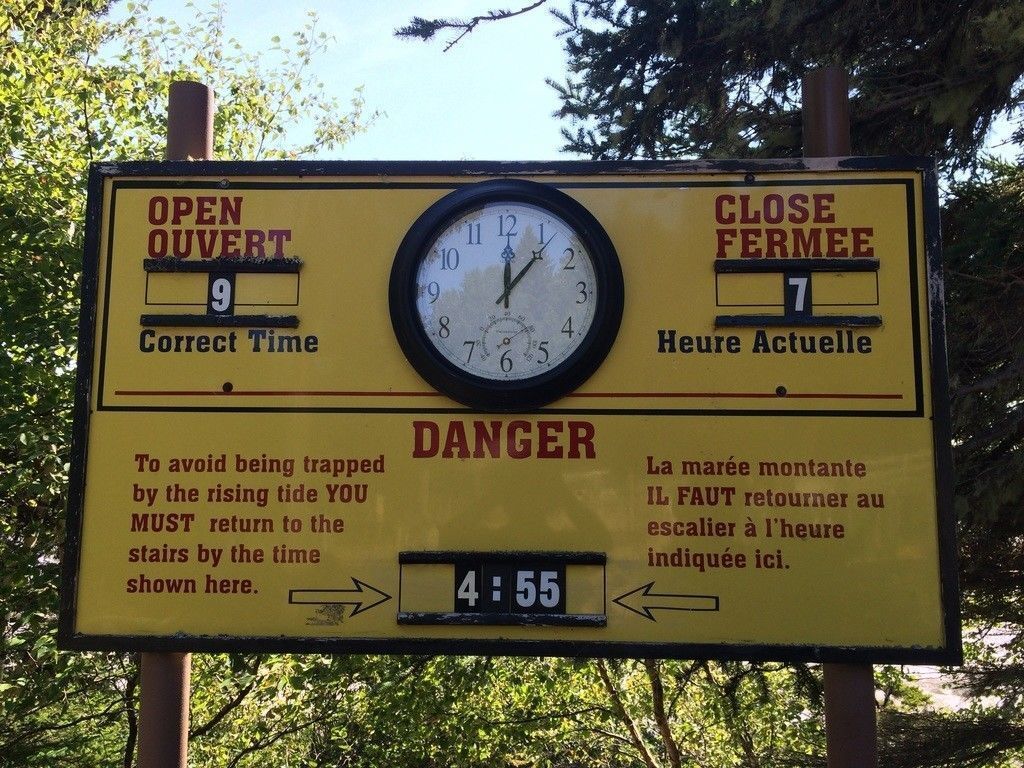 OPEN
OUVERT
9
Correct Time
12
1
2
3
4
5
6
7
8
9
10
11
CLOSE
FERMEE
7
Heure Actuelle
DANGER
To avoid being trapped
by the rising tide YOU
MUST return to the
stairs by the time
shown here.
La marée montante
IL FAUT retourner au
escalier à l'heure
indiquée ici.
4:55